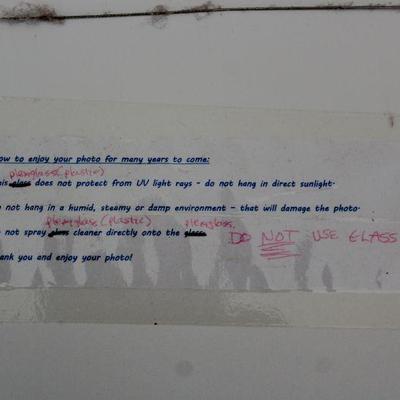 ow to enjoy your photo for many years to come:
plexiglass (plastic)
his glass does not protect from UV light rays - do not hang in direct sunlight.
o not hang in a humid, steamy or damp environment - that will damage the photo.
plexiglass (plastic) plexiglass.
o not spray glass cleaner directly onto the glass. DO NOT USE GLASS
ank you and enjoy your photo!